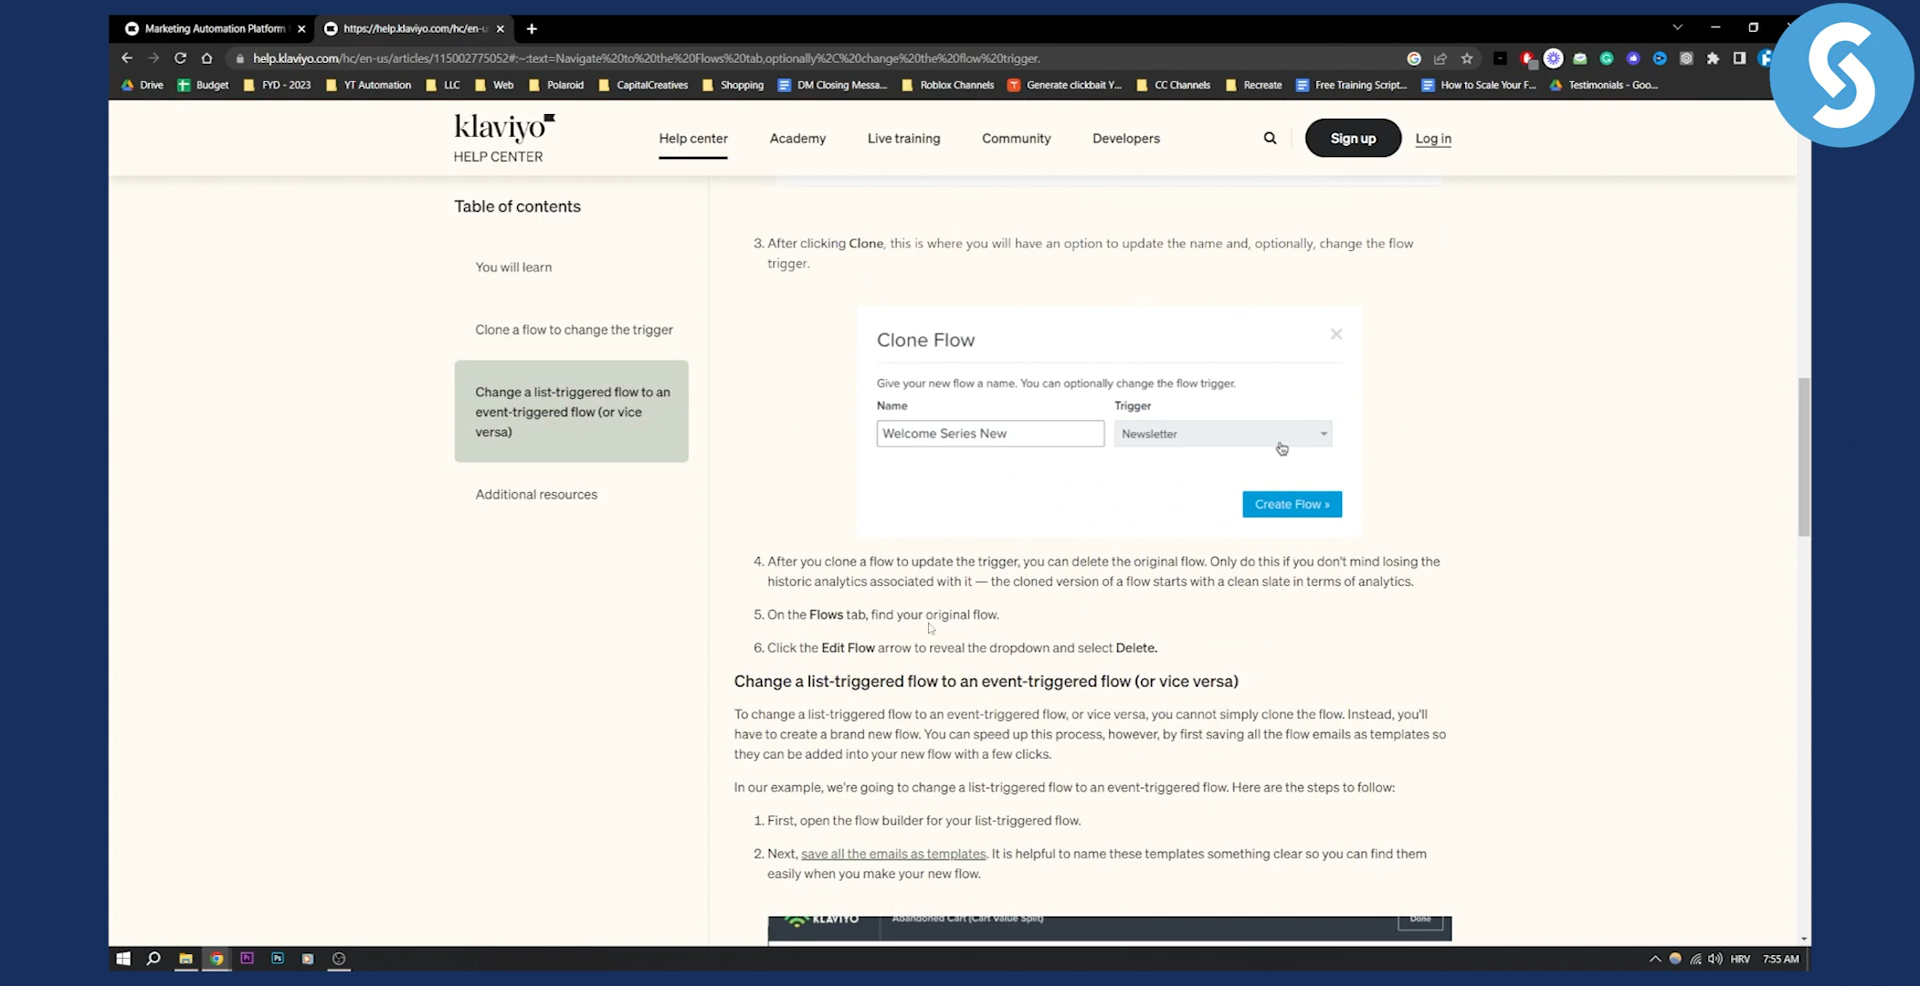 Marketing Automation Platform
https://help.klaviyo.com/hc/en-u
help.klaviyo.com/hc/en-us/articles/115002775052#:~:text=Navigate%20to%20the%20Flows%20tab,optionally%2C%20change%20the%20flow%20trigger.
Drive Budget FYD - 2023 YT Automation LLC Web Polaroid CapitalCreatives Shopping DM Closing Messa... Roblox Channels Generate clickbait Y... CC Channels Recreate Free Training Script... How to Scale Your F... Testimonials - Goo...
klaviyo
HELP CENTER
Help center Academy Live training Community Developers Sign up Log in
Table of contents
You will learn
Clone a flow to change the trigger
Change a list-triggered flow to an
event-triggered flow (or vice
versa)
Additional resources
3. After clicking Clone, this is where you will have an option to update the name and, optionally, change the flow
trigger.
Clone Flow
Give your new flow a name. You can optionally change the flow trigger.
Name Trigger
Welcome Series New Newsletter
Create Flow »
4. After you clone a flow to update the trigger, you can delete the original flow. Only do this if you don't mind losing the
historic analytics associated with it — the cloned version of a flow starts with a clean slate in terms of analytics.
5. On the Flows tab, find your original flow.
6. Click the Edit Flow arrow to reveal the dropdown and select Delete.
Change a list-triggered flow to an event-triggered flow (or vice versa)
To change a list-triggered flow to an event-triggered flow, or vice versa, you cannot simply clone the flow. Instead, you'll
have to create a brand new flow. You can speed up this process, however, by first saving all the flow emails as templates so
they can be added into your new flow with a few clicks.
In our example, we're going to change a list-triggered flow to an event-triggered flow. Here are the steps to follow:
1. First, open the flow builder for your list-triggered flow.
2. Next, save all the emails as templates. It is helpful to name these templates something clear so you can find them
easily when you make your new flow.
KLAVIYO Abandoned Cart (Cart Value Split) Done
HRV 7:55 AM